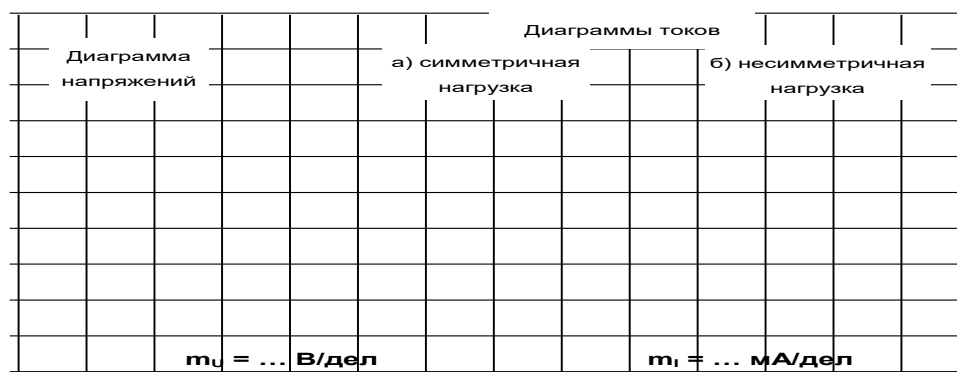 Диаграммы токов
Диаграмма
напряжений
а) симметричная
нагрузка
б) несимметричная
нагрузка
mU = ... В/дел
mI = ... мА/дел